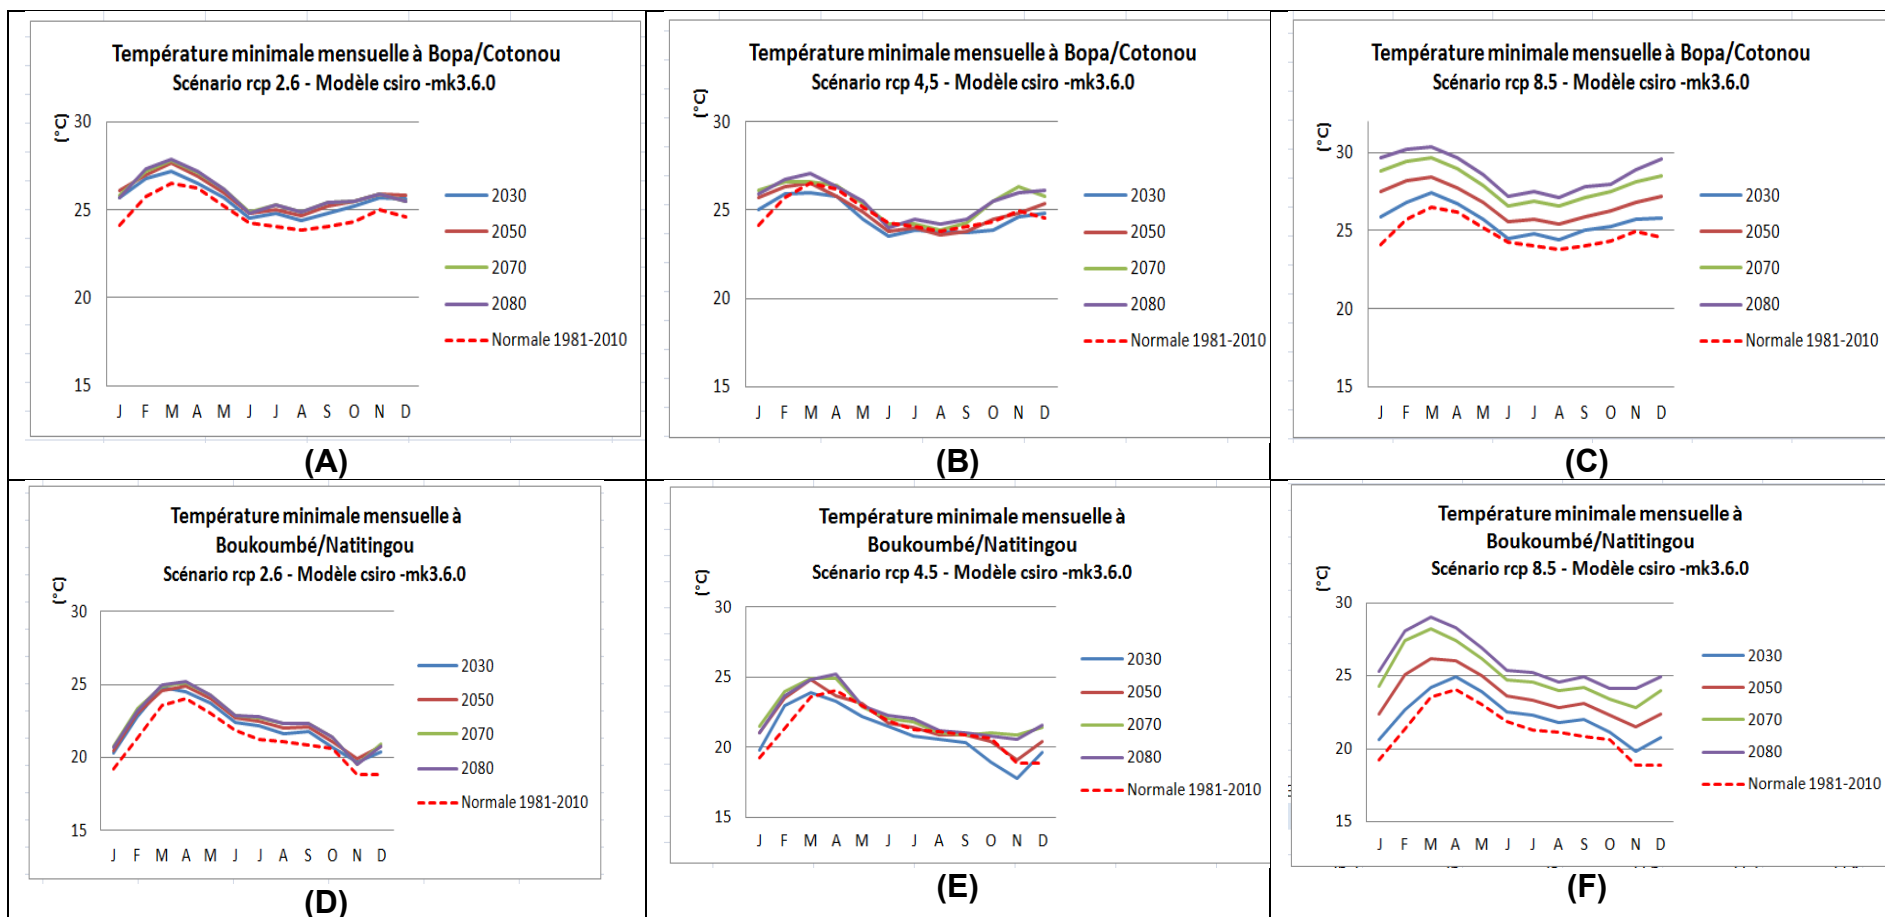 Température minimale mensuelle à Bopa/Cotonou
Scénario rcp 2.6 - Modèle csiro -mk3.6.0
(°C)
30
25
20
15
J F M A M J J A S O N D
2030
2050
2070
2080
Normale 1981-2010
(A)
Température minimale mensuelle à Bopa/Cotonou
Scénario rcp 4,5 - Modèle csiro -mk3.6.0
(°C)
30
25
20
15
J F M A M J J A S O N D
2030
2050
2070
2080
Normale 1981-2010
(B)
Température minimale mensuelle à Bopa/Cotonou
Scénario rcp 8.5 - Modèle csiro -mk3.6.0
(°C)
30
25
20
15
J F M A M J J A S O N D
2030
2050
2070
2080
Normale 1981-2010
(C)
Température minimale mensuelle à
Boukoumbé/Natitingou
Scénario rcp 2.6 - Modèle csiro -mk3.6.0
(°C)
30
25
20
15
J F M A M J J A S O N D
2030
2050
2070
2080
Normale 1981-2010
(D)
Température minimale mensuelle à
Boukoumbé/Natitingou
Scénario rcp 4.5 - Modèle csiro -mk3.6.0
(°C)
30
25
20
15
J F M A M J J A S O N D
2030
2050
2070
2080
Normale 1981-2010
(E)
Température minimale mensuelle à
Boukoumbé/Natitingou
Scénario rcp 8.5 - Modèle csiro -mk3.6.0
(°C)
30
25
20
15
J F M A M J J A S O N D
2030
2050
2070
2080
Normale 1981-2010
(F)